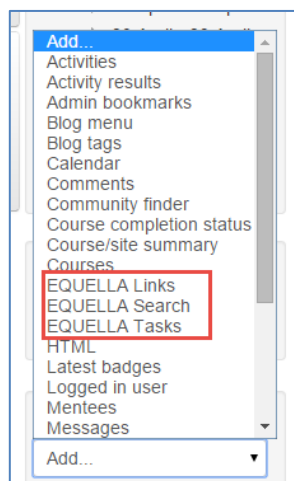 Add...
Activities
Activity results
Admin bookmarks
Blog menu
Blog tags
Calendar
Comments
Community finder
Course completion status
Course/site summary
Courses
EQUELLA Links
EQUELLA Search
EQUELLA Tasks
HTML
Latest badges
Logged in user
Mentees
Messages
Add...